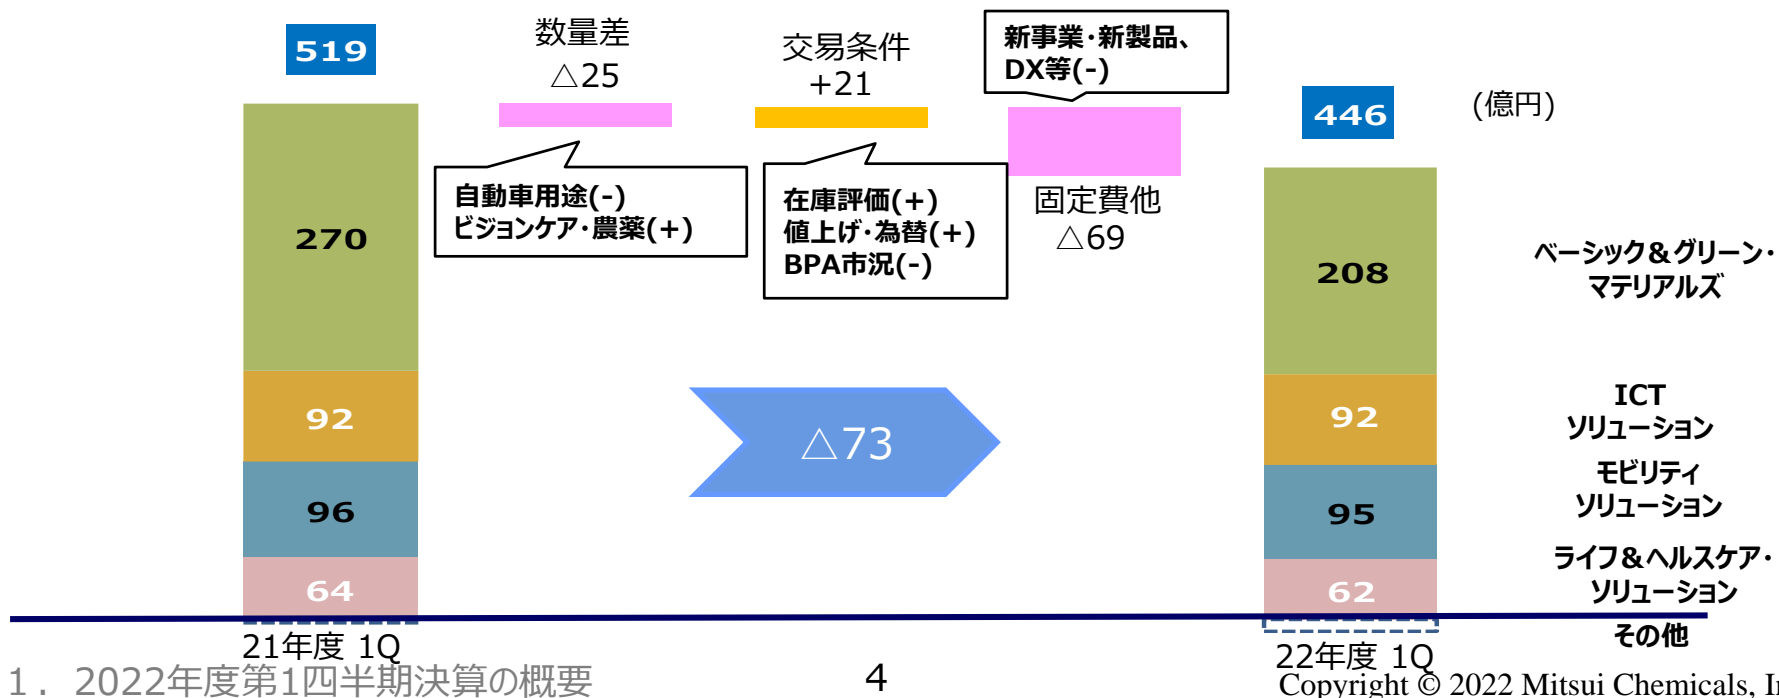 519
数量差
△25
交易条件
+21
新事業・新製品、
DX等(-)
446
(億円)
自動車用途(-)
ビジョンケア・農薬(+)
在庫評価(+)
値上げ・為替(+)
BPA市況(-)
固定費他
△69
270
92
96
64
△73
208
92
95
62
ベーシック＆グリーン・
マテリアルズ
ICT
ソリューション
モビリティ
ソリューション
ライフ＆ヘルスケア・
ソリューション
その他
21年度 1Q
22年度 1Q
1．2022年度第1四半期決算の概要
4
Copyright © 2022 Mitsui Chemicals, In